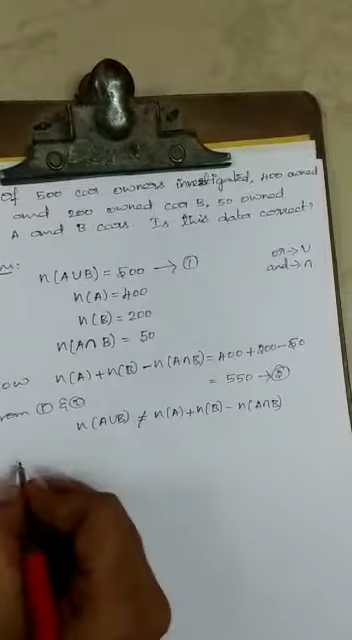 of 500 car owners investigated, 400 owned
and 200 owned car B, 50 owned
A and B cars. Is this data correct?
or → ∪
and → ∩
n(A∪B) = 500 → ①
n(A) = 400
n(B) = 200
n(A∩B) = 50
n(A) + n(B) - n(A∩B) = 400 + 200 - 50
= 550 → ②
① & ②
n(A∪B) ≠ n(A) + n(B) - n(A∩B)